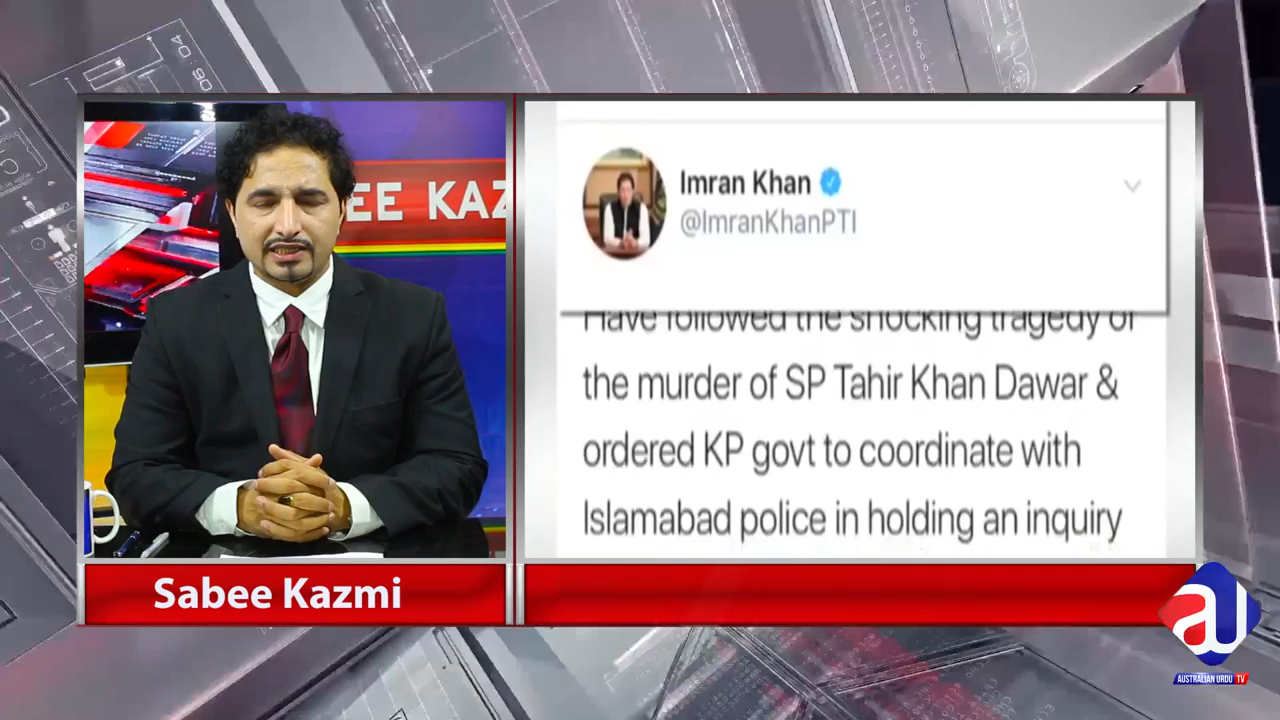 EE KAZ
Sabee Kazmi
Imran Khan
@ImranKhanPTI
Have followed the shocking tragedy of
the murder of SP Tahir Khan Dawar &
ordered KP govt to coordinate with
Islamabad police in holding an inquiry
aU
AUSTRALIAN URDU TV